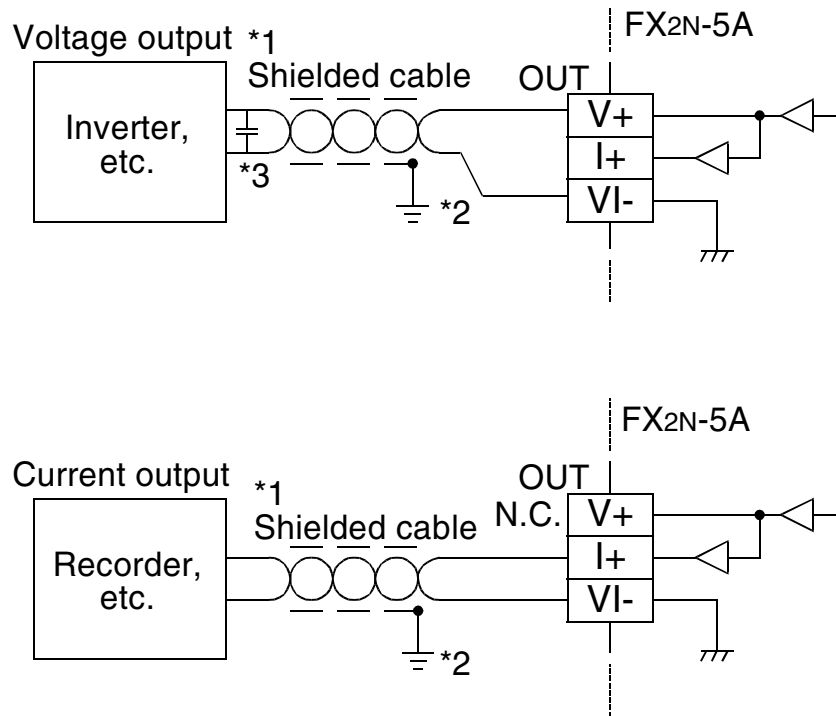 FX2N-5A
Voltage output *1
Shielded cable
OUT
Inverter,
etc.
V+
I+
VI-
*3
*2
FX2N-5A
Current output
*1
OUT
Shielded cable
N.C.
V+
Recorder,
etc.
I+
VI-
*2